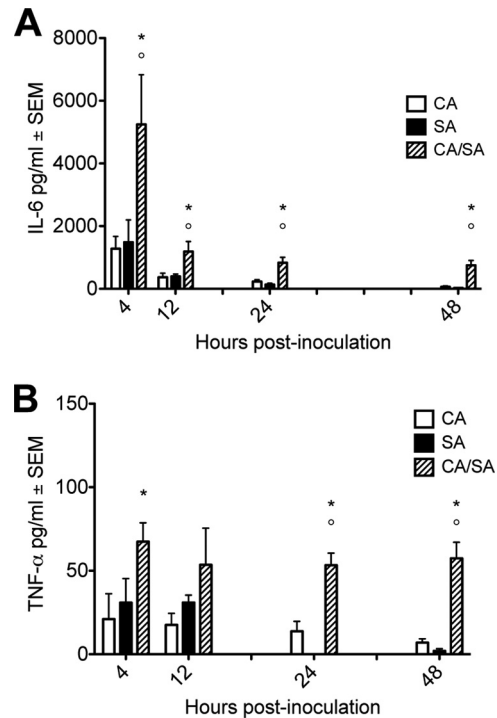 A
IL-6 pg/ml ± SEM
8000
6000
4000
2000
0
* * * *
° ° ° °
CA
SA
CA/SA
4 12 24 48
Hours post-inoculation
B
TNF-α pg/ml ± SEM
150
100
50
0
* * *
° °
CA
SA
CA/SA
4 12 24 48
Hours post-inoculation